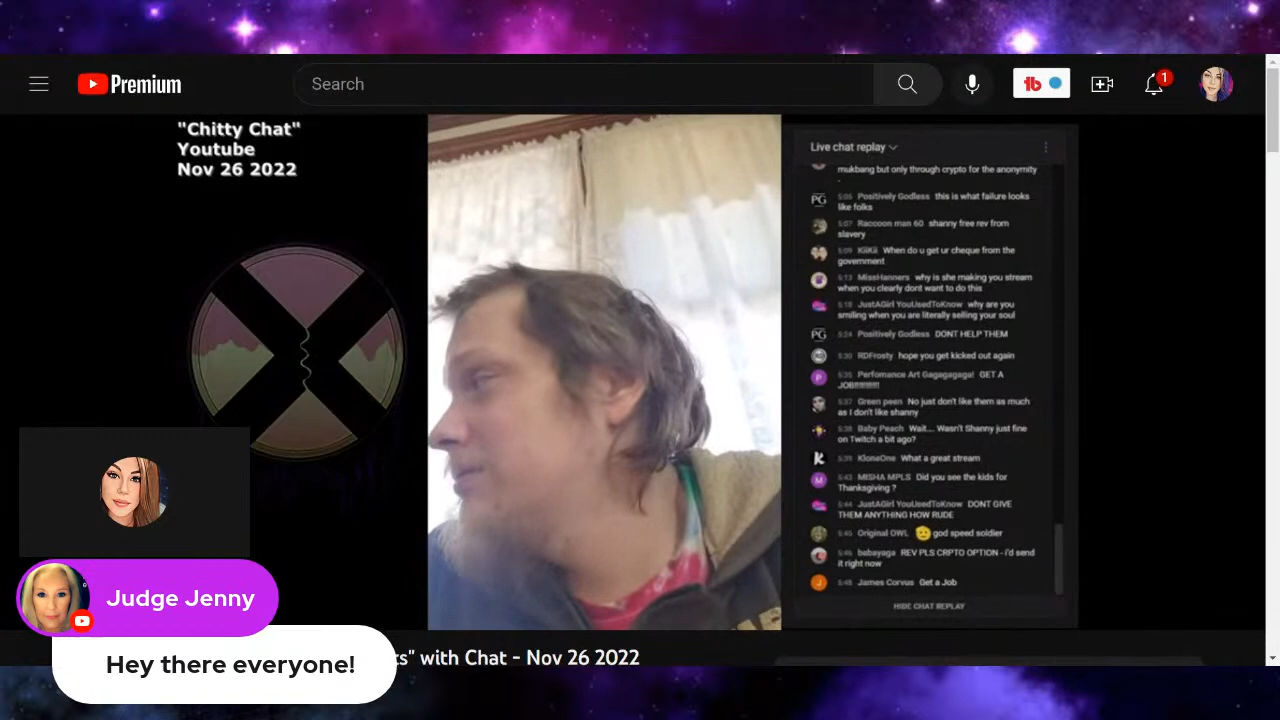 Premium
Search
1
"Chitty Chat"
Youtube
Nov 26 2022
Live chat replay
mukbang but only through crypto for the anonymity
PG
5:06 Positively Godless this is what failure looks
like folks
5:07 Raccoon man 60 shanny free rev from
slavery
5:09 KiiKii When do u get ur cheque from the
government
5:13 MissHanners why is she making you stream
when you clearly dont want to do this
5:18 JustAGirl YouUsedToKnow why are you
smiling when you are literally selling your soul
PG
5:24 Positively Godless DONT HELP THEM
5:30 RDFrosty hope you get kicked out again
P
5:35 Perfomance Art Gagagagaga! GET A
JOB!!!!!!!!!!!
5:37 Green peen No just don't like them as much
as I don't like shanny
5:38 Baby Peach Wait.... Wasn't Shanny just fine
on Twitch a bit ago?
K
5:39 KloneOne What a great stream
M
5:43 MISHA MPLS Did you see the kids for
Thanksgiving ?
5:44 JustAGirl YouUsedToKnow DONT GIVE
THEM ANYTHING HOW RUDE
5:45 Original OWL god speed soldier
5:46 babayaga REV PLS CRPTO OPTION - i'd send
it right now
J
5:48 James Corvus Get a Job
HIDE CHAT REPLAY
Judge Jenny
Hey there everyone!
ts" with Chat - Nov 26 2022